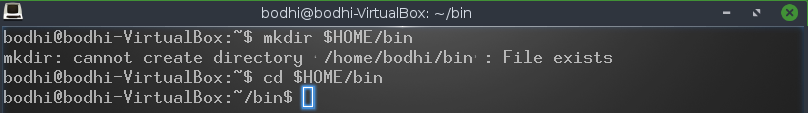 bodhi@bodhi-VirtualBox: ~/bin
bodhi@bodhi-VirtualBox:~$ mkdir $HOME/bin
mkdir: cannot create directory '/home/bodhi/bin': File exists
bodhi@bodhi-VirtualBox:~$ cd $HOME/bin
bodhi@bodhi-VirtualBox:~/bin$